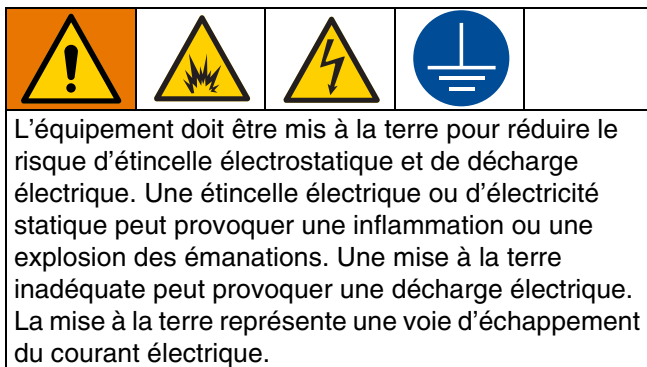 L'équipement doit être mis à la terre pour réduire le
risque d'étincelle électrostatique et de décharge
électrique. Une étincelle électrique ou d'électricité
statique peut provoquer une inflammation ou une
explosion des émanations. Une mise à la terre
inadéquate peut provoquer une décharge électrique.
La mise à la terre représente une voie d'échappement
du courant électrique.